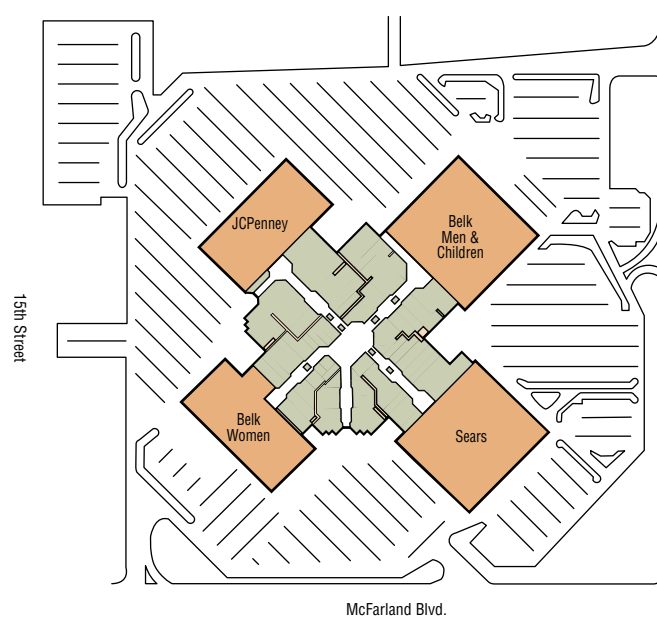 JCPenney
Belk
Men &
Children
15th Street
Belk
Women
Sears
McFarland Blvd.